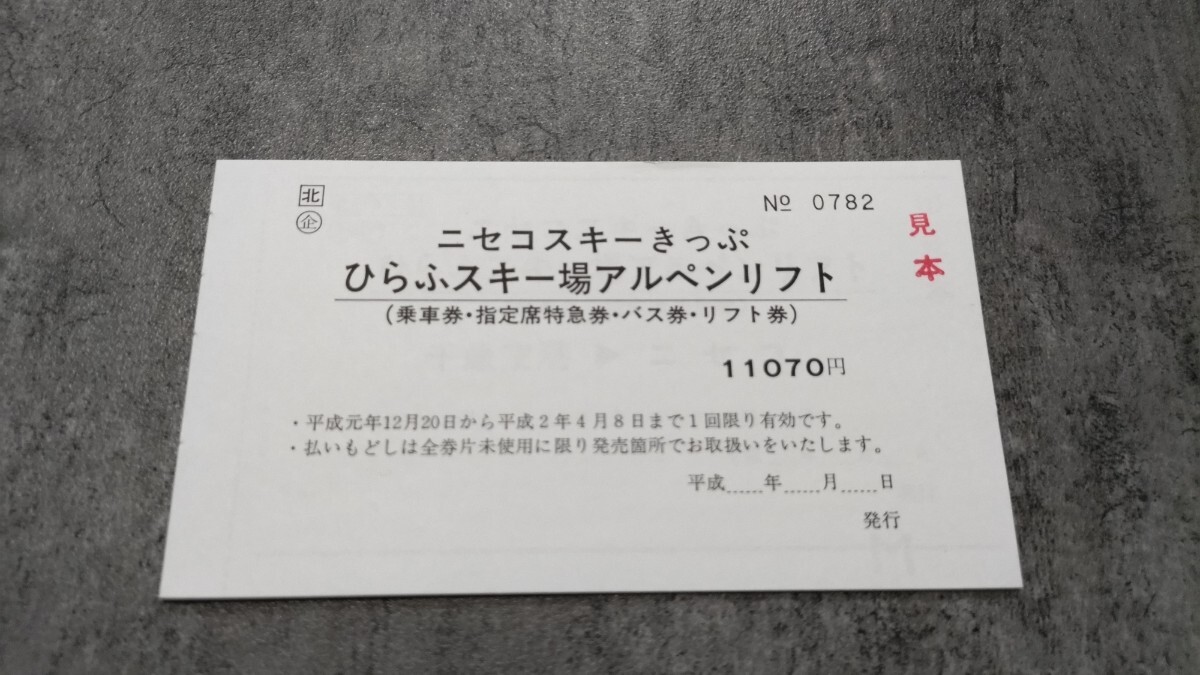 北
企
№ 0782
見本
ニセコスキーきっぷ
ひらふスキー場アルペンリフト
(乗車券・指定席特急券・バス券・リフト券)
11070円
・平成元年12月20日から平成2年4月8日まで1回限り有効です。
・払いもどしは全券片未使用に限り発売箇所でお取扱いをいたします。
平成......年......月......日
発行